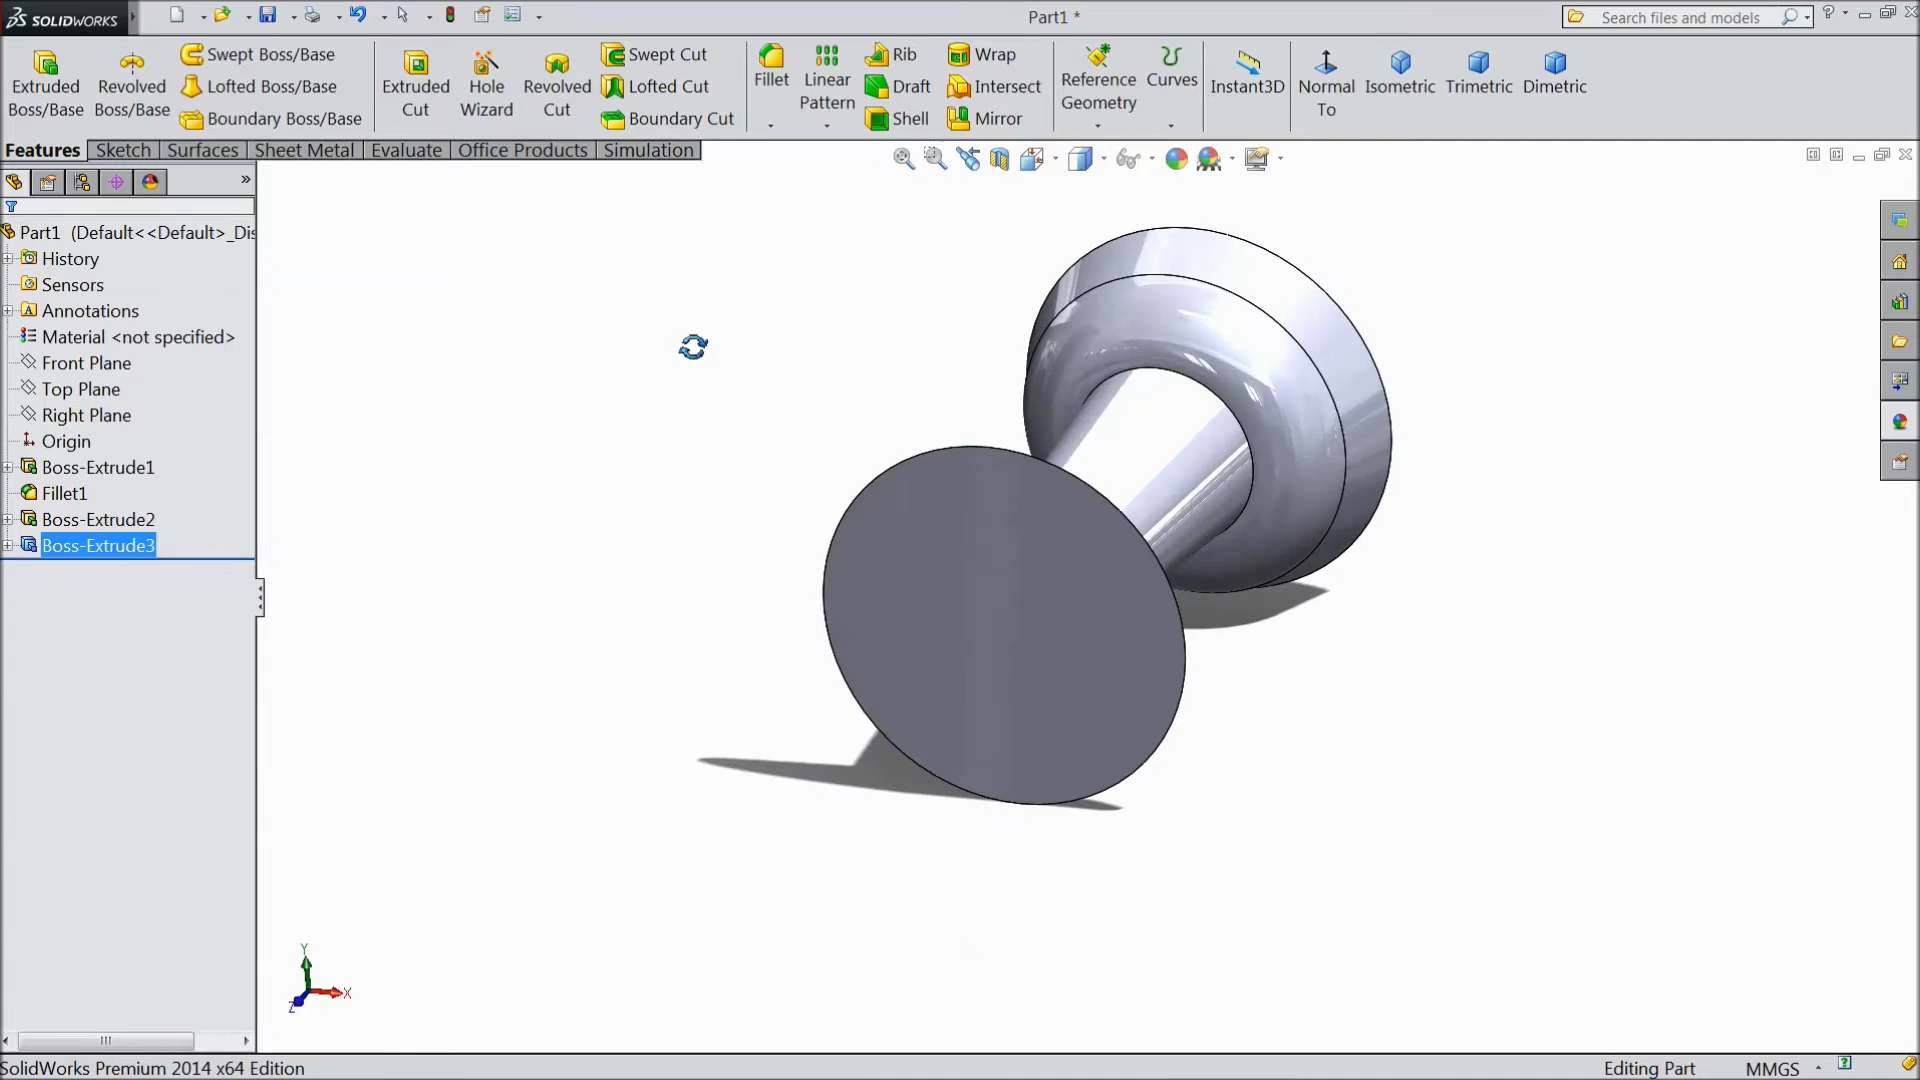 SOLIDWORKS
Part1 *
Search files and models
Extruded Boss/Base
Revolved Boss/Base
Swept Boss/Base
Lofted Boss/Base
Boundary Boss/Base
Extruded Cut
Hole Wizard
Revolved Cut
Swept Cut
Lofted Cut
Boundary Cut
Fillet
Linear Pattern
Rib
Draft
Shell
Wrap
Intersect
Mirror
Reference Geometry
Curves
Instant3D
Normal To
Isometric
Trimetric
Dimetric
Features
Sketch
Surfaces
Sheet Metal
Evaluate
Office Products
Simulation
Part1 (Default<<Default>_Dis
History
Sensors
Annotations
Material <not specified>
Front Plane
Top Plane
Right Plane
Origin
Boss-Extrude1
Fillet1
Boss-Extrude2
Boss-Extrude3
Y
X
Z
SolidWorks Premium 2014 x64 Edition
Editing Part
MMGS